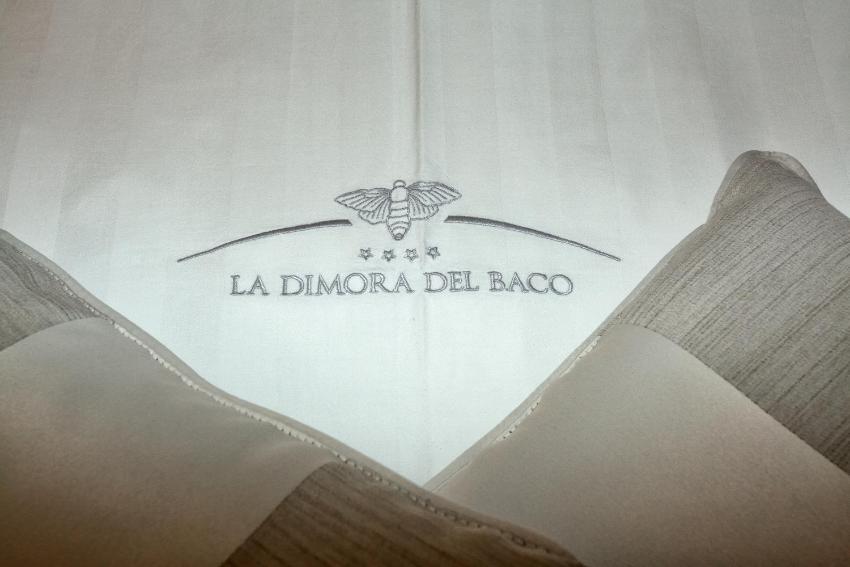 LA DIMORA DEL BACO